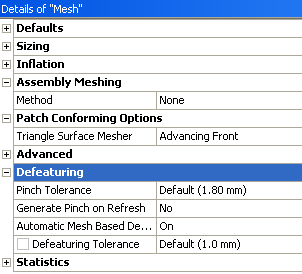 Details of "Mesh"
Defaults
Sizing
Inflation
Assembly Meshing
Method None
Patch Conforming Options
Triangle Surface Mesher Advancing Front
Advanced
Defeaturing
Pinch Tolerance Default (1.80 mm)
Generate Pinch on Refresh No
Automatic Mesh Based De... On
Defeaturing Tolerance Default (1.0 mm)
Statistics